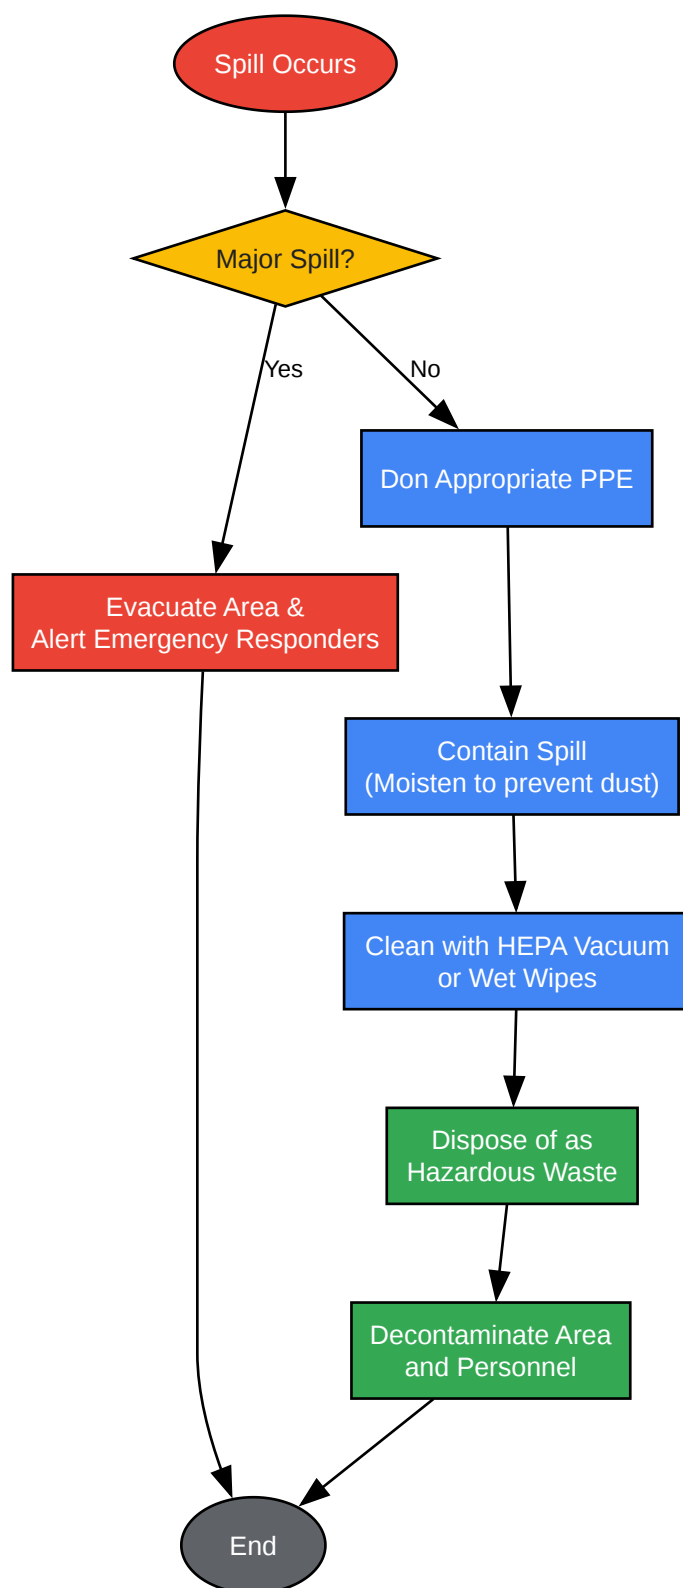 Spill Occurs
Major Spill?
Yes
No
Don Appropriate PPE
Evacuate Area &
Alert Emergency Responders
Contain Spill
(Moisten to prevent dust)
Clean with HEPA Vacuum
or Wet Wipes
Dispose of as
Hazardous Waste
Decontaminate Area
and Personnel
End